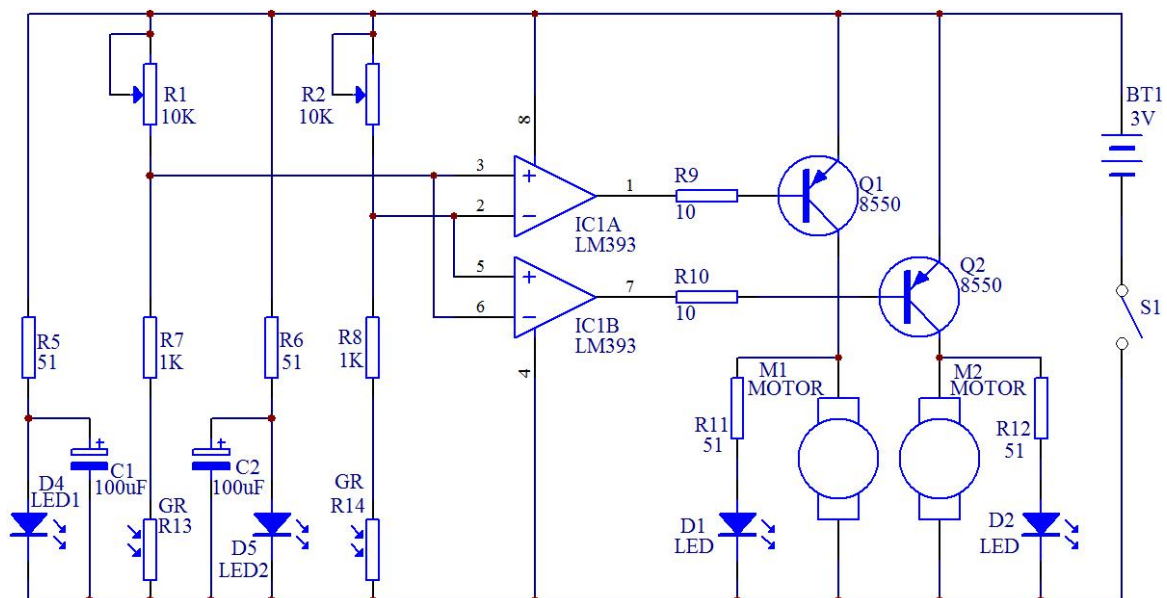 R1
10K
R2
10K
8
BT1
3V
3
1
2
IC1A
LM393
R9
10
Q1
8550
5
7
6
IC1B
LM393
R10
10
Q2
8550
S1
R5
51
R7
1K
R6
51
R8
1K
4
M1
MOTOR
M2
MOTOR
R11
51
R12
51
+
C1
100uF
+
C2
100uF
D4
LED1
GR
R13
D5
LED2
GR
R14
D1
LED
D2
LED